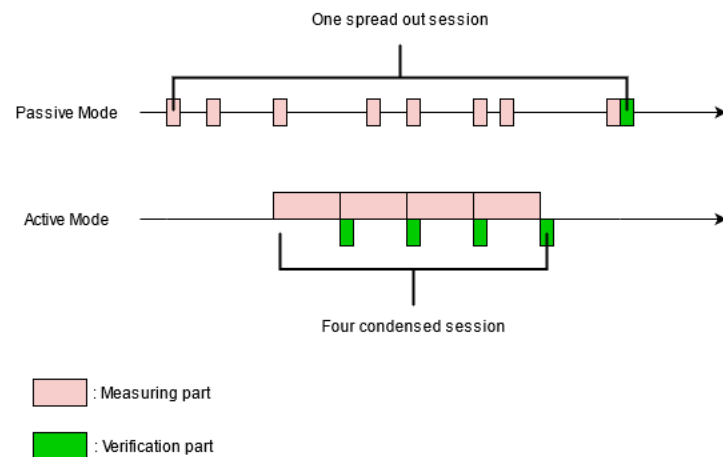 One spread out session
Passive Mode
Active Mode
Four condensed session
: Measuring part
: Verification part